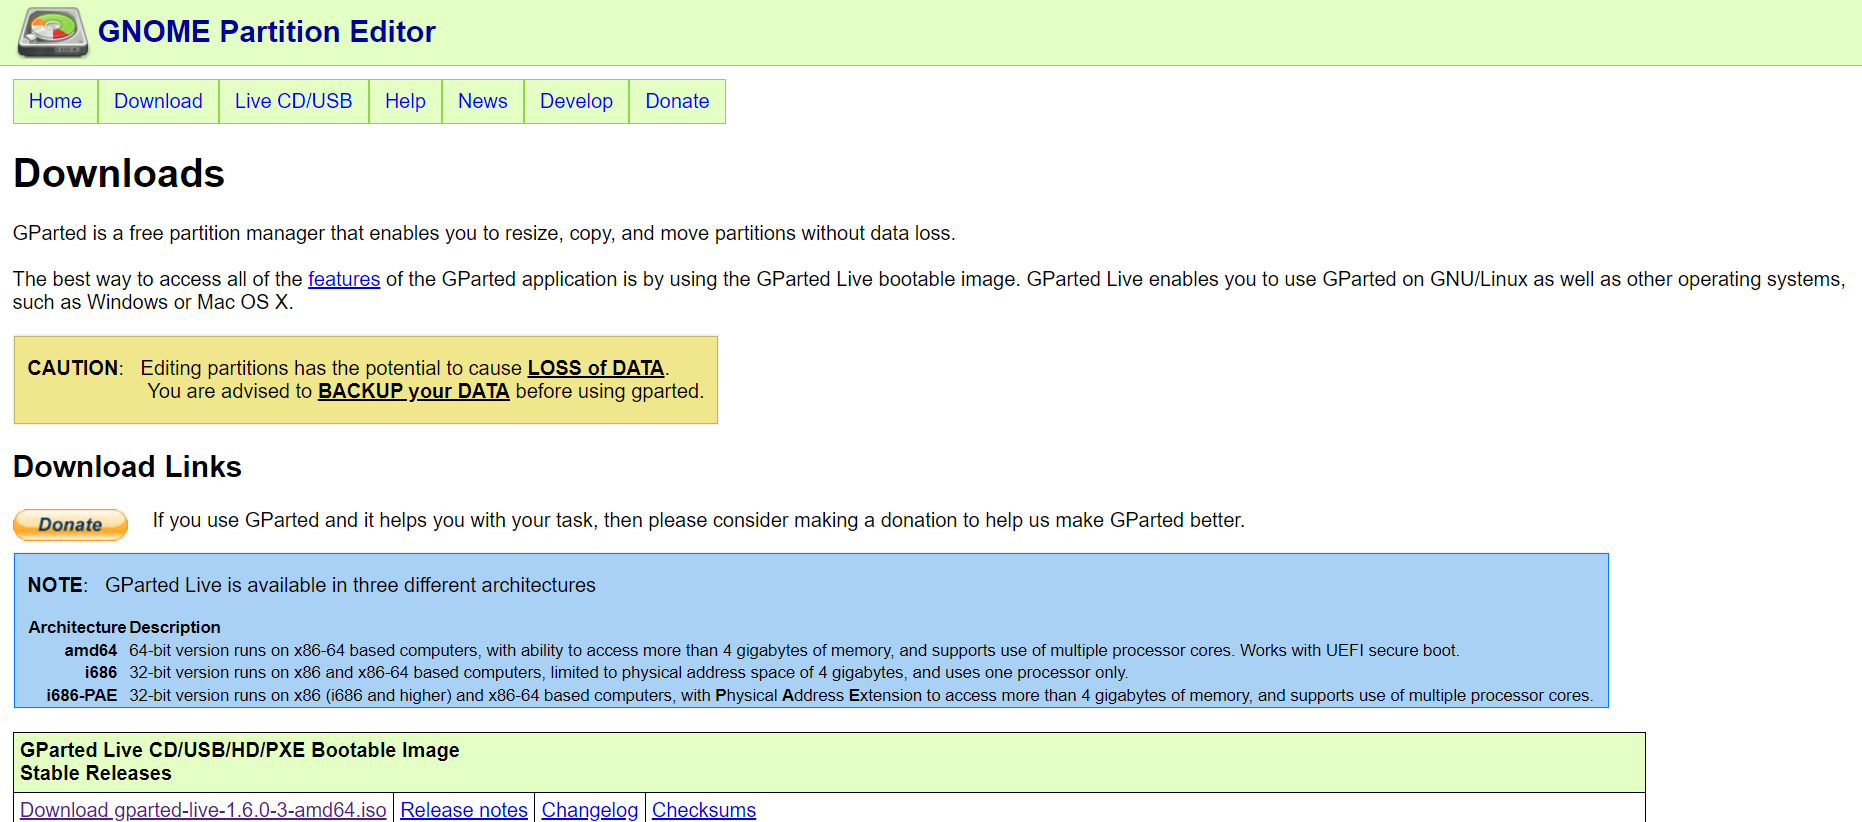 GNOME Partition Editor
Home Download Live CD/USB Help News Develop Donate
Downloads
GParted is a free partition manager that enables you to resize, copy, and move partitions without data loss.
The best way to access all of the features of the GParted application is by using the GParted Live bootable image. GParted Live enables you to use GParted on GNU/Linux as well as other operating systems,
such as Windows or Mac OS X.
CAUTION: Editing partitions has the potential to cause LOSS of DATA.
You are advised to BACKUP your DATA before using gparted.
Download Links
Donate If you use GParted and it helps you with your task, then please consider making a donation to help us make GParted better.
NOTE: GParted Live is available in three different architectures
Architecture Description
amd64 64-bit version runs on x86-64 based computers, with ability to access more than 4 gigabytes of memory, and supports use of multiple processor cores. Works with UEFI secure boot.
i686 32-bit version runs on x86 and x86-64 based computers, limited to physical address space of 4 gigabytes, and uses one processor only.
i686-PAE 32-bit version runs on x86 (i686 and higher) and x86-64 based computers, with Physical Address Extension to access more than 4 gigabytes of memory, and supports use of multiple processor cores.
GParted Live CD/USB/HD/PXE Bootable Image
Stable Releases
Download gparted-live-1.6.0-3-amd64.iso Release notes Changelog Checksums